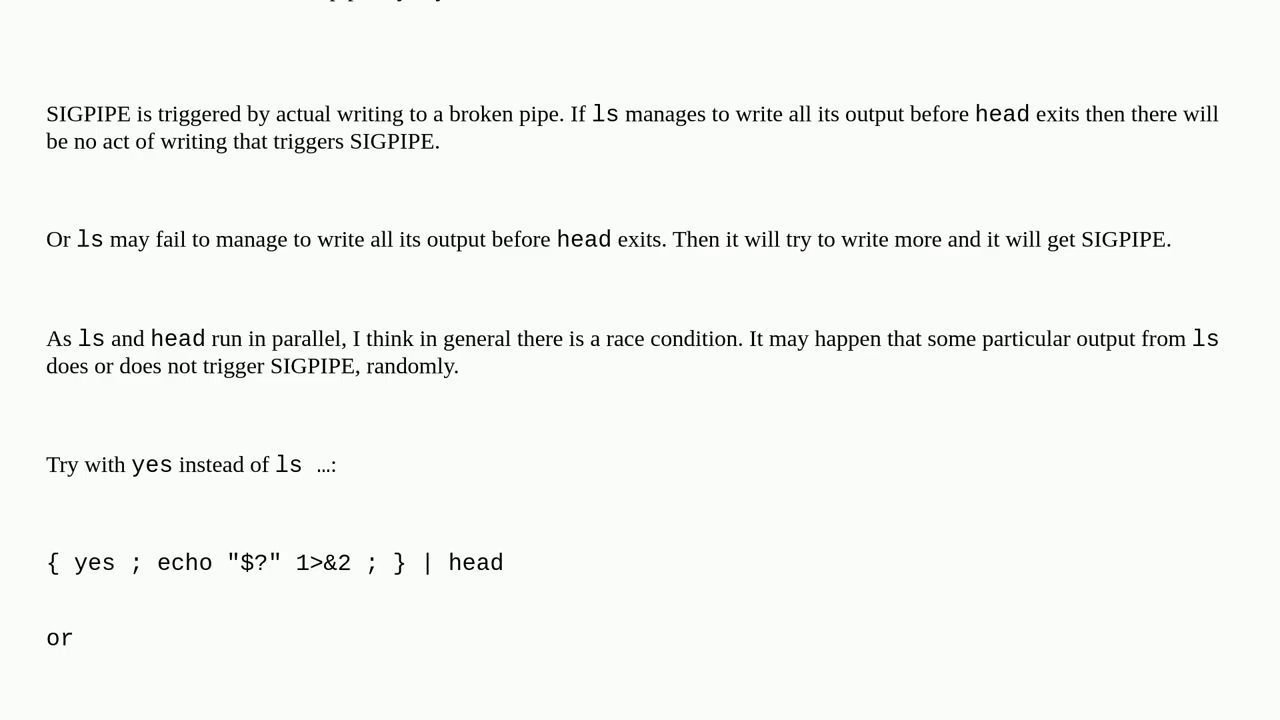 SIGPIPE is triggered by actual writing to a broken pipe. If ls manages to write all its output before head exits then there will
be no act of writing that triggers SIGPIPE.
Or ls may fail to manage to write all its output before head exits. Then it will try to write more and it will get SIGPIPE.
As ls and head run in parallel, I think in general there is a race condition. It may happen that some particular output from ls
does or does not trigger SIGPIPE, randomly.
Try with yes instead of ls …:
{ yes ; echo "$?" 1>&2 ; } | head
or